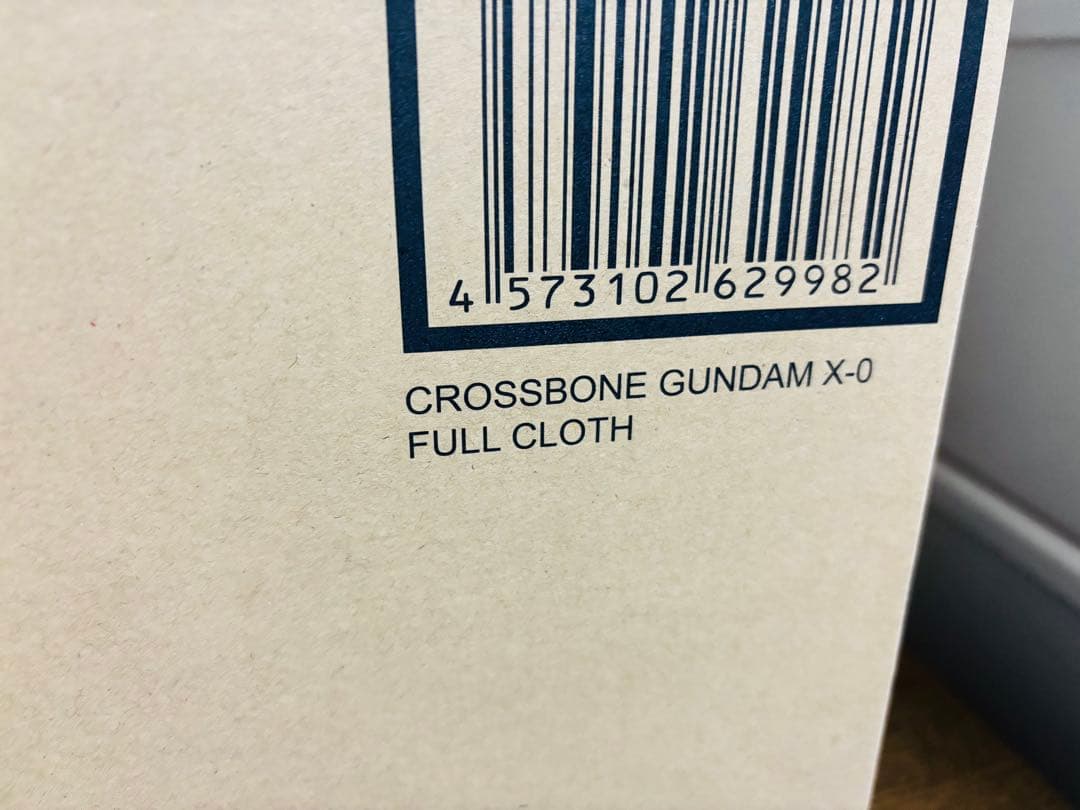 4 573102 629982
CROSSBONE GUNDAM X-0
FULL CLOTH